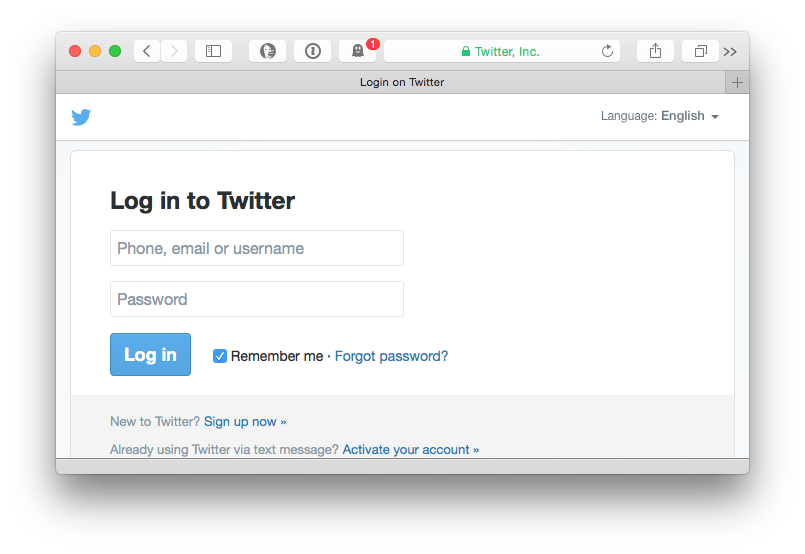 1
Twitter, Inc.
Login on Twitter
Language: English
Log in to Twitter
Phone, email or username
Password
Log in
Remember me · Forgot password?
New to Twitter? Sign up now »
Already using Twitter via text message? Activate your account »